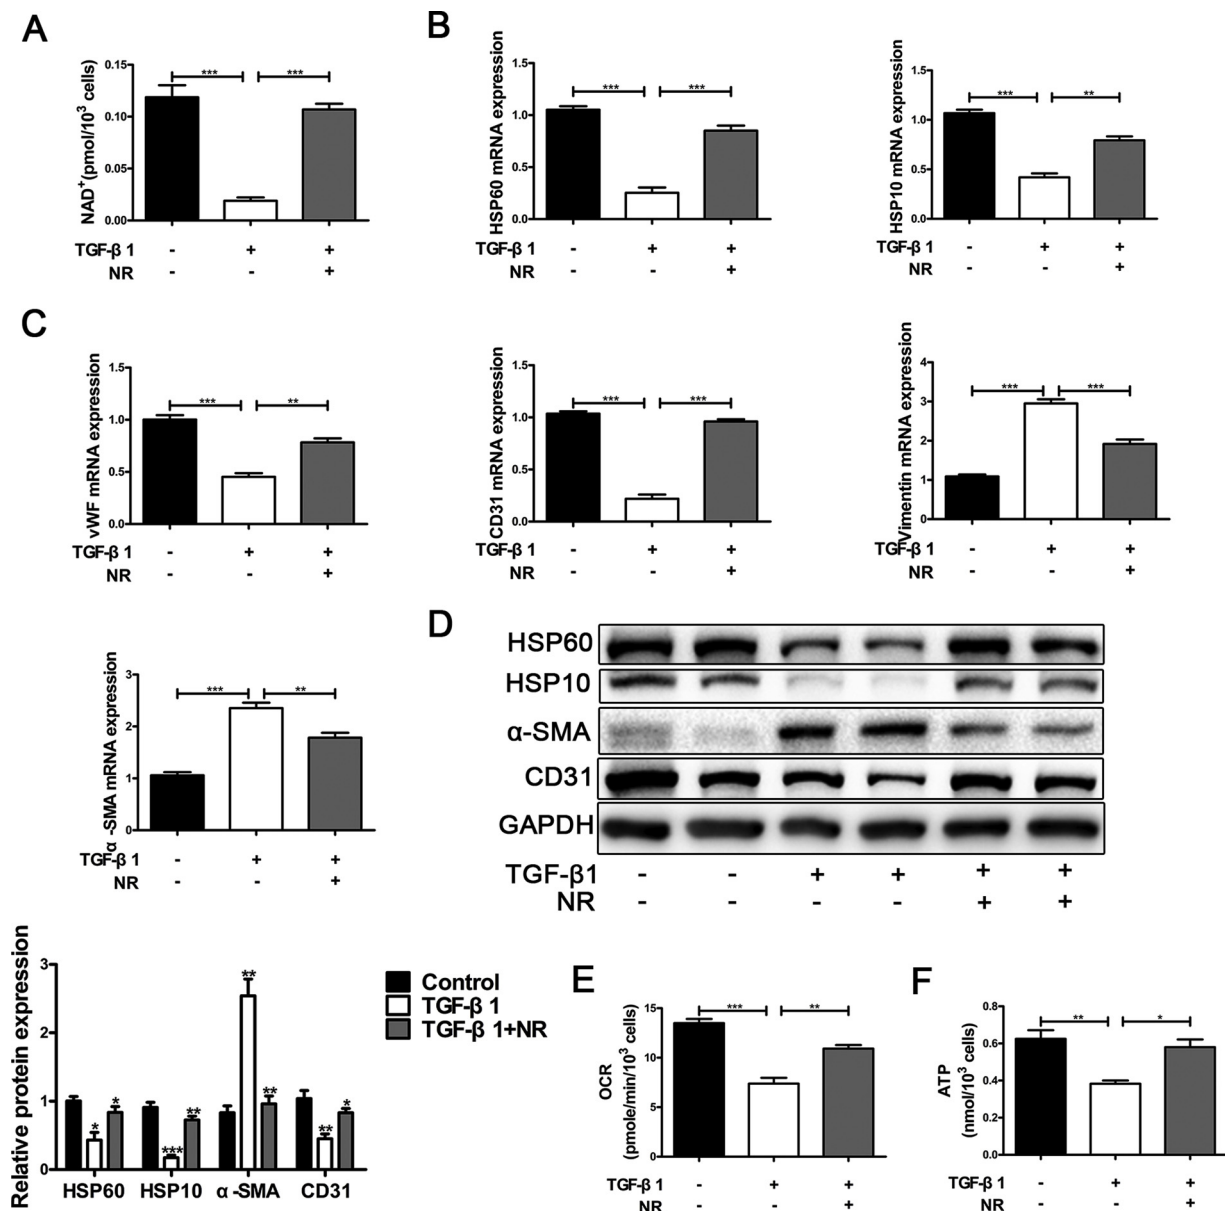 A
NAD+(pmol/10³ cells)
0.15
0.10
0.05
0.00
***
***
TGF-β 1 - + +
NR - - +
B
HSP60 mRNA expression
1.5
1.0
0.5
0.0
***
***
TGF-β 1 - + +
NR - - +
HSP10 mRNA expression
1.5
1.0
0.5
0.0
***
**
TGF-β 1 - + +
NR - - +
C
vWF mRNA expression
1.5
1.0
0.5
0.0
***
**
TGF-β 1 - + +
NR - - +
CD31 mRNA expression
1.5
1.0
0.5
0.0
***
***
TGF-β 1 - + +
NR - - +
Vimentin mRNA expression
4
3
2
1
0
***
***
TGF-β 1 - + +
NR - - +
α-SMA mRNA expression
3
2
1
0
***
**
TGF-β 1 - + +
NR - - +
D
HSP60
HSP10
α-SMA
CD31
GAPDH
TGF-β1 - - + + + +
NR - - - - + +
Relative protein expression
3
2
1
0
* * *** ** ** ** ** *
HSP60 HSP10 α-SMA CD31
Control
TGF-β 1
TGF-β 1+NR
E
OCR
(pmole/min/10³ cells)
15
10
5
0
***
**
TGF-β 1 - + +
NR - - +
F
ATP
(nmol/10³ cells)
0.8
0.6
0.4
0.2
0.0
**
*
TGF-β 1 - + +
NR - - +